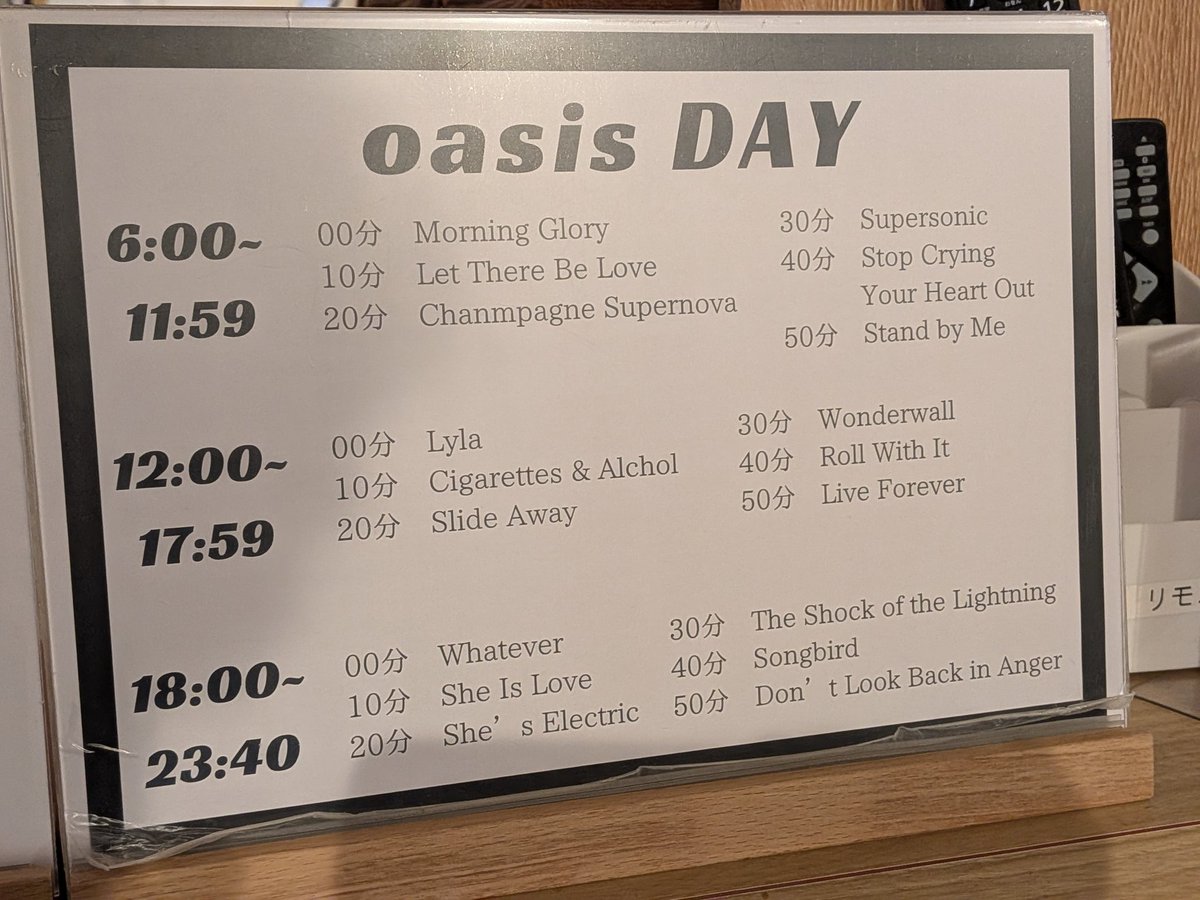 oasis DAY
6:00~
11:59
00分 Morning Glory
10分 Let There Be Love
20分 Chanmpagne Supernova
30分 Supersonic
40分 Stop Crying
Your Heart Out
50分 Stand by Me
12:00~
17:59
00分 Lyla
10分 Cigarettes & Alchol
20分 Slide Away
30分 Wonderwall
40分 Roll With It
50分 Live Forever
18:00~
23:40
00分 Whatever
10分 She Is Love
20分 She’s Electric
30分 The Shock of the Lightning
40分 Songbird
50分 Don’t Look Back in Anger
リモ